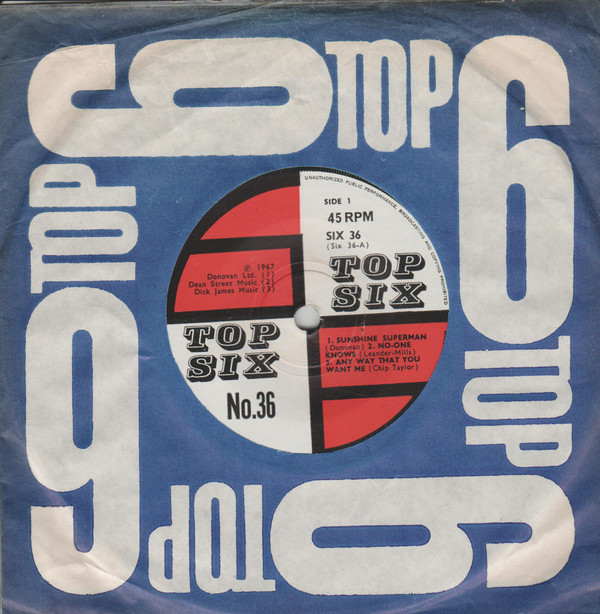 TOP 6
TOP 6
TOP 6
TOP 6
UNAUTHORIZED PUBLIC PERFORMANCE, BROADCASTING AND COPYING PROHIBITED
SIDE 1
45 RPM
SIX 36
(Six 36-A)
TOP
SIX
℗ 1967
Donovan Ltd. (1)
Dean Street Music (2)
Dick James Music (3)
TOP
SIX
No.36
1. SUNSHINE SUPERMAN
(Donovan) 2. NO-ONE
KNOWS (Leander-Mills)
3. ANY WAY THAT YOU
WANT ME (Chip Taylor)